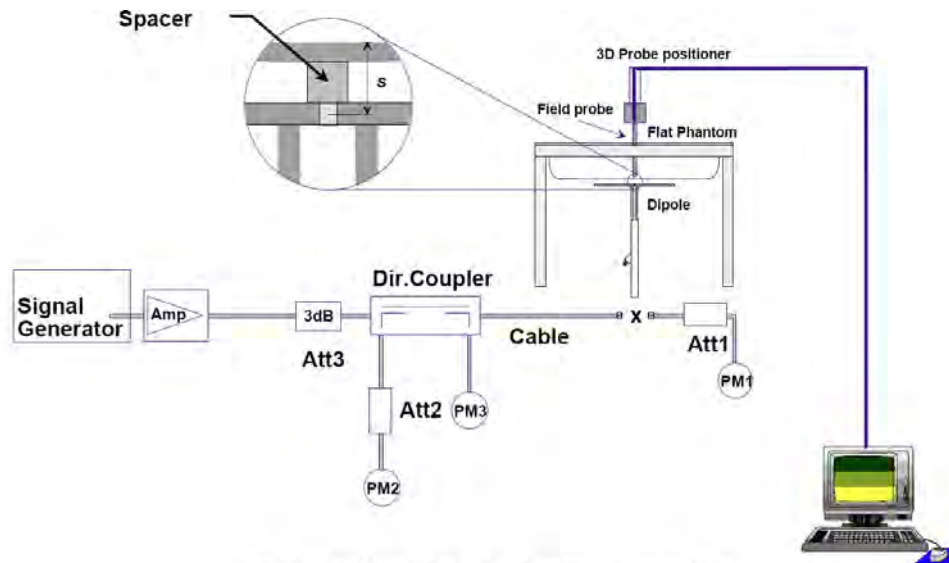 Spacer
s
3D Probe positioner
Field probe
Flat Phantom
Dipole
Signal
Generator
Amp
3dB
Att3
Dir.Coupler
Cable
X
Att1
PM1
Att2
PM3
PM2